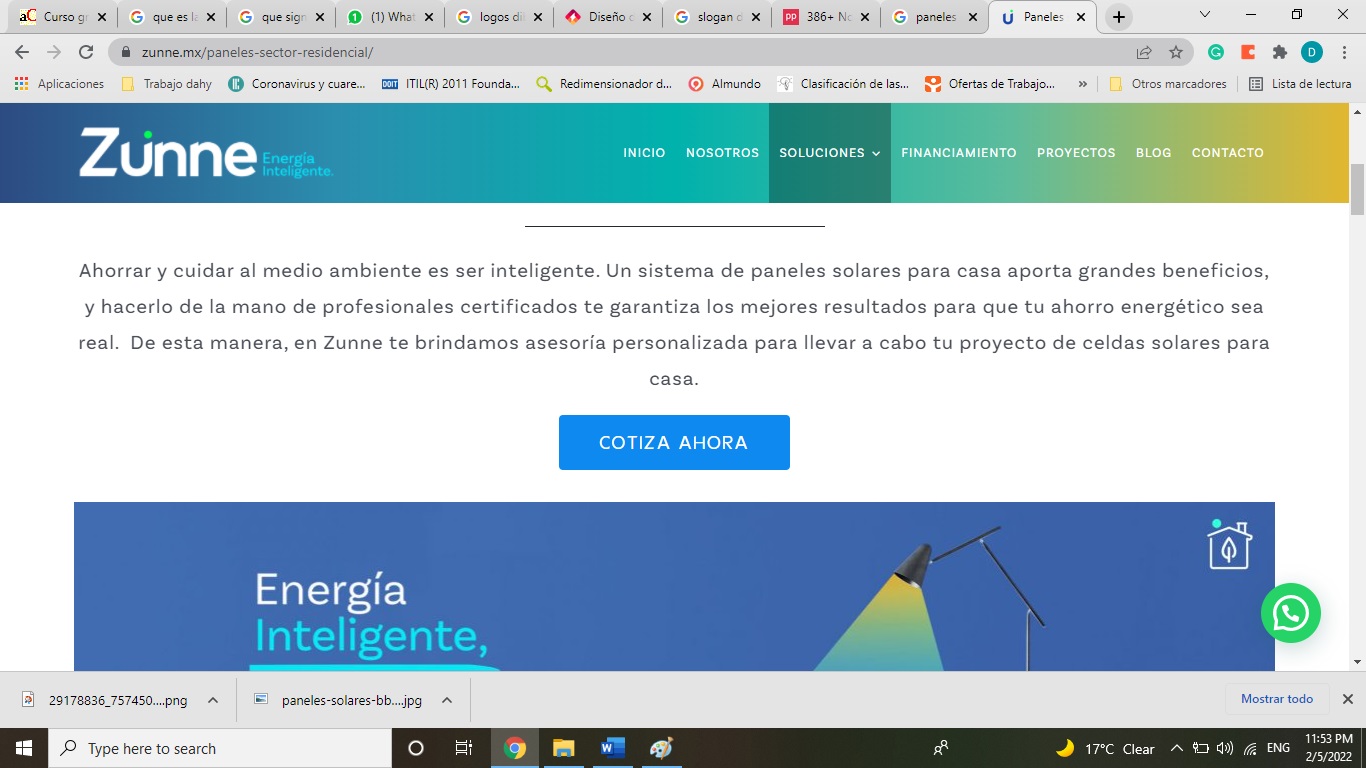 Curso gr
que es la
que sign
(1) What
logos di
Diseño d
slogan d
386+ No
paneles
Paneles
zunne.mx/paneles-sector-residencial/
Aplicaciones
Trabajo dahy
Coronavirus y cuare...
ITIL(R) 2011 Founda...
Redimensionador d...
Almundo
Clasificación de las...
Ofertas de Trabajo...
»
Otros marcadores
Lista de lectura
Zunne Energía
Inteligente.
INICIO NOSOTROS SOLUCIONES FINANCIAMIENTO PROYECTOS BLOG CONTACTO
Ahorrar y cuidar al medio ambiente es ser inteligente. Un sistema de paneles solares para casa aporta grandes beneficios,
y hacerlo de la mano de profesionales certificados te garantiza los mejores resultados para que tu ahorro energético sea
real. De esta manera, en Zunne te brindamos asesoría personalizada para llevar a cabo tu proyecto de celdas solares para
casa.
COTIZA AHORA
Energía
Inteligente,
29178836_757450....png
paneles-solares-bb....jpg
Mostrar todo
Type here to search
17°C Clear
ENG
11:53 PM
2/5/2022